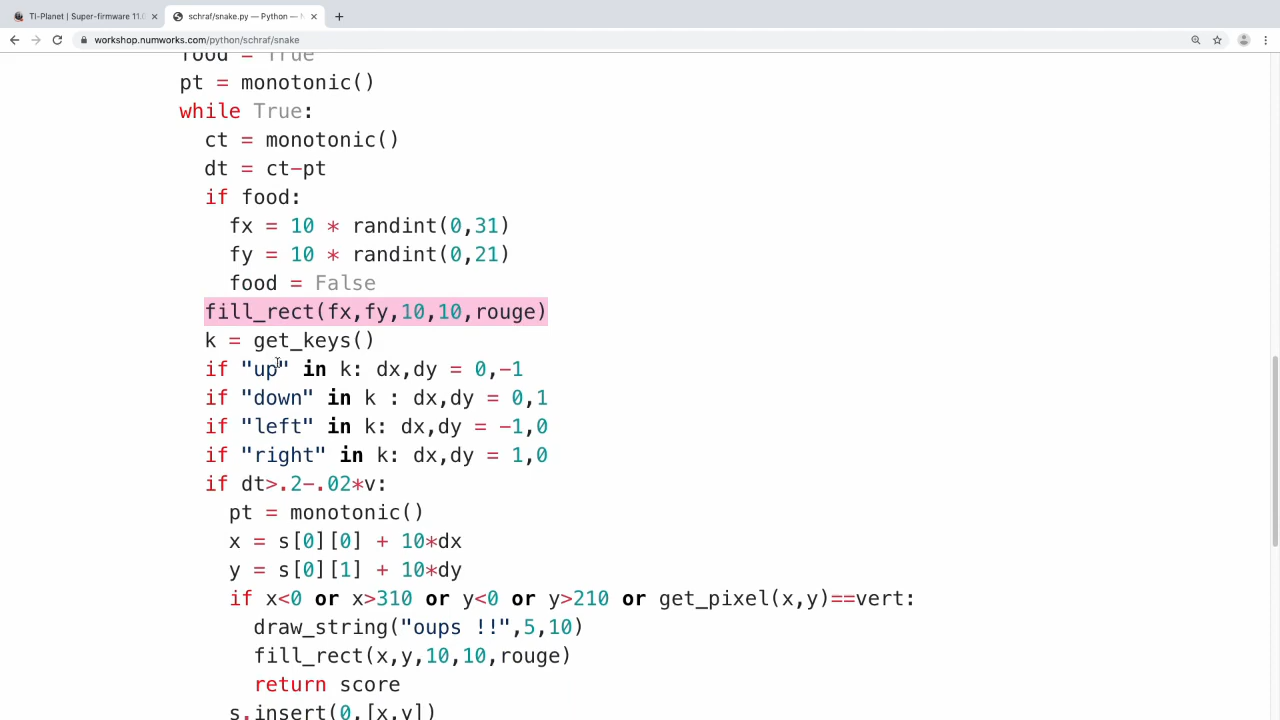 TI-Planet | Super-firmware 11.
schraf/snake.py — Python — N
workshop.numworks.com/python/schraf/snake
food = True
pt = monotonic()
while True:
ct = monotonic()
dt = ct-pt
if food:
fx = 10 * randint(0,31)
fy = 10 * randint(0,21)
food = False
fill_rect(fx,fy,10,10,rouge)
k = get_keys()
if "up" in k: dx,dy = 0,-1
if "down" in k : dx,dy = 0,1
if "left" in k: dx,dy = -1,0
if "right" in k: dx,dy = 1,0
if dt>.2-.02*v:
pt = monotonic()
x = s[0][0] + 10*dx
y = s[0][1] + 10*dy
if x<0 or x>310 or y<0 or y>210 or get_pixel(x,y)==vert:
draw_string("oups !!",5,10)
fill_rect(x,y,10,10,rouge)
return score
s.insert(0,[x,y])